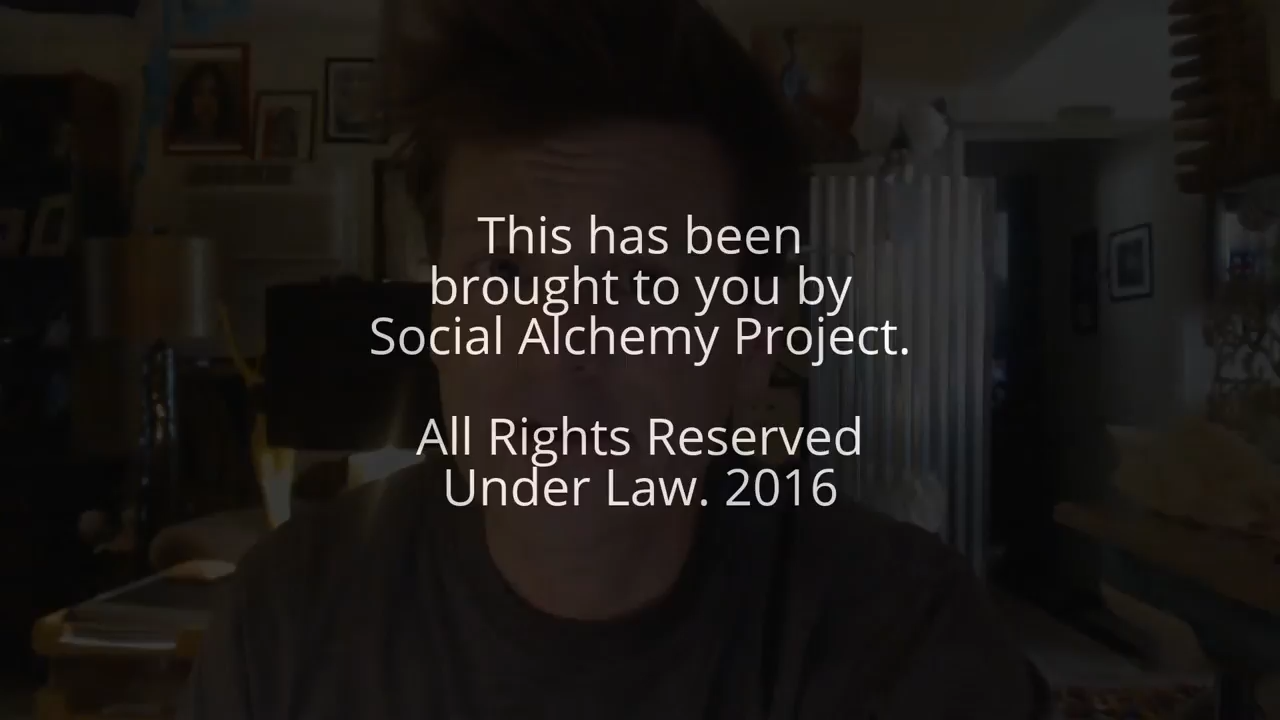 This has been
brought to you by
Social Alchemy Project.
All Rights Reserved
Under Law. 2016